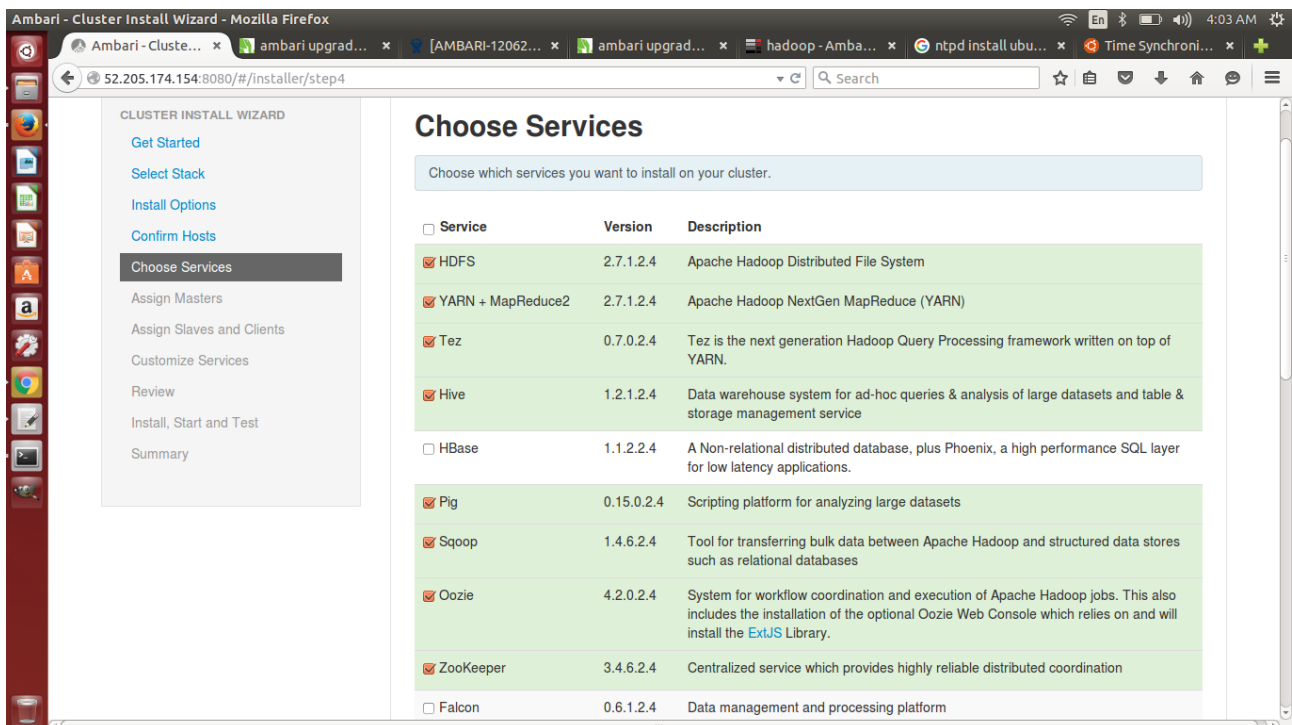 Ambari - Cluster Install Wizard - Mozilla Firefox
En
4:03 AM
Ambari - Cluste... ×
ambari upgrad... ×
[AMBARI-12062... ×
ambari upgrad... ×
hadoop - Amba... ×
ntpd install ubu... ×
Time Synchroni... ×
52.205.174.154:8080/#/installer/step4
Search
CLUSTER INSTALL WIZARD
Get Started
Select Stack
Install Options
Confirm Hosts
Choose Services
Assign Masters
Assign Slaves and Clients
Customize Services
Review
Install, Start and Test
Summary
Choose Services
Choose which services you want to install on your cluster.
Service Version Description
HDFS 2.7.1.2.4 Apache Hadoop Distributed File System
YARN + MapReduce2 2.7.1.2.4 Apache Hadoop NextGen MapReduce (YARN)
Tez 0.7.0.2.4 Tez is the next generation Hadoop Query Processing framework written on top of
YARN.
Hive 1.2.1.2.4 Data warehouse system for ad-hoc queries & analysis of large datasets and table &
storage management service
HBase 1.1.2.2.4 A Non-relational distributed database, plus Phoenix, a high performance SQL layer
for low latency applications.
Pig 0.15.0.2.4 Scripting platform for analyzing large datasets
Sqoop 1.4.6.2.4 Tool for transferring bulk data between Apache Hadoop and structured data stores
such as relational databases
Oozie 4.2.0.2.4 System for workflow coordination and execution of Apache Hadoop jobs. This also
includes the installation of the optional Oozie Web Console which relies on and will
install the ExtJS Library.
ZooKeeper 3.4.6.2.4 Centralized service which provides highly reliable distributed coordination
Falcon 0.6.1.2.4 Data management and processing platform